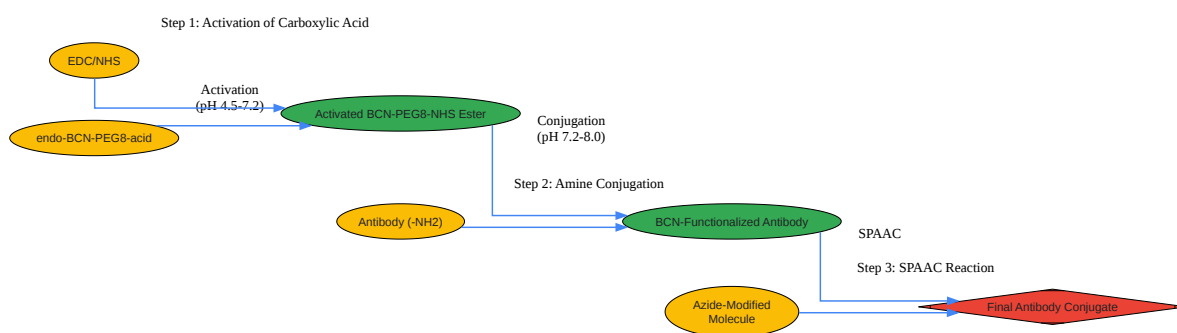 Step 1: Activation of Carboxylic Acid
EDC/NHS
Activation
(pH 4.5-7.2)
Activated BCN-PEG8-NHS Ester
endo-BCN-PEG8-acid
Conjugation
(pH 7.2-8.0)
Step 2: Amine Conjugation
Antibody (-NH2)
BCN-Functionalized Antibody
SPAAC
Step 3: SPAAC Reaction
Azide-Modified
Molecule
Final Antibody Conjugate